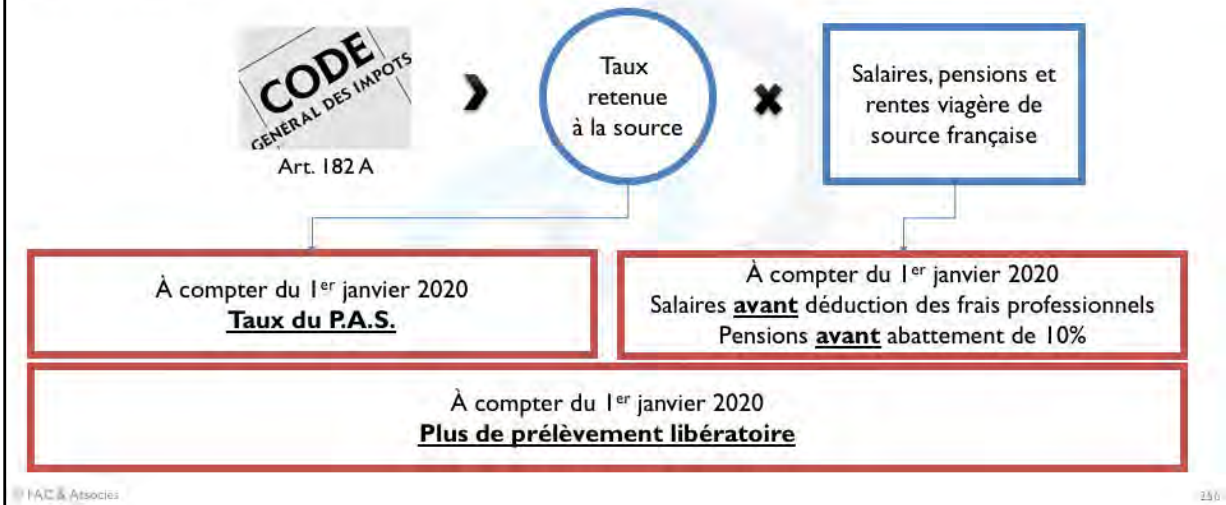 CODE
GÉNÉRAL DES IMPOTS
Art. 182 A
Taux
retenue
à la source
Salaires, pensions et
rentes viagère de
source française
À compter du 1er janvier 2020
Taux du P.A.S.
À compter du 1er janvier 2020
Salaires avant déduction des frais professionnels
Pensions avant abattement de 10%
À compter du 1er janvier 2020
Plus de prélèvement libératoire
& Associés